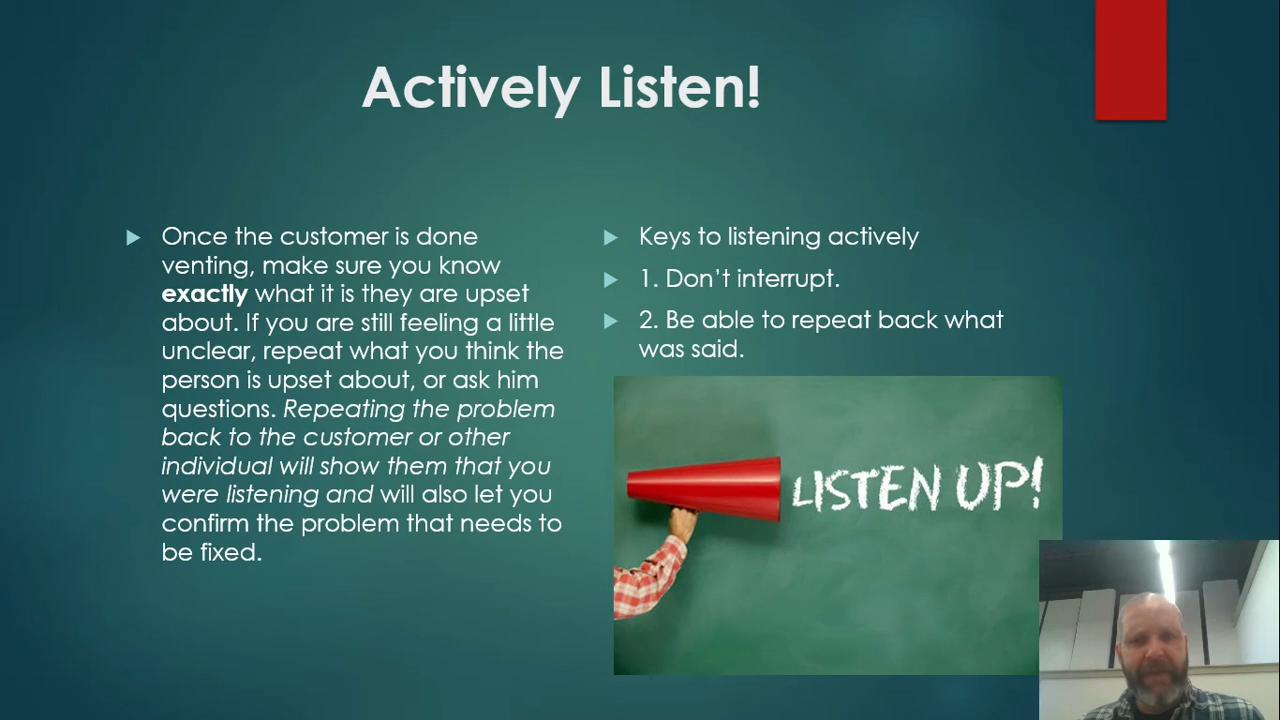 Actively Listen!
Once the customer is done
venting, make sure you know
exactly what it is they are upset
about. If you are still feeling a little
unclear, repeat what you think the
person is upset about, or ask him
questions. Repeating the problem
back to the customer or other
individual will show them that you
were listening and will also let you
confirm the problem that needs to
be fixed.
Keys to listening actively
1. Don’t interrupt.
2. Be able to repeat back what
was said.
LISTEN UP!